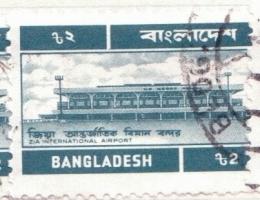 ৳২ বাংলাদেশ
জিয়া আন্তর্জাতিক বিমান বন্দর
ZIA INTERNATIONAL AIRPORT
BANGLADESH ৳2